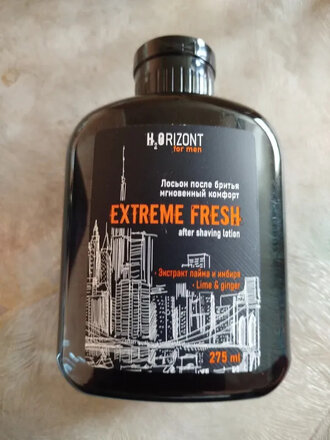 H2ORIZONT
for men
Лосьон после бритья
мгновенный комфорт
EXTREME FRESH
after shaving lotion
· Экстракт лайма и имбиря
· Lime & ginger
275 ml